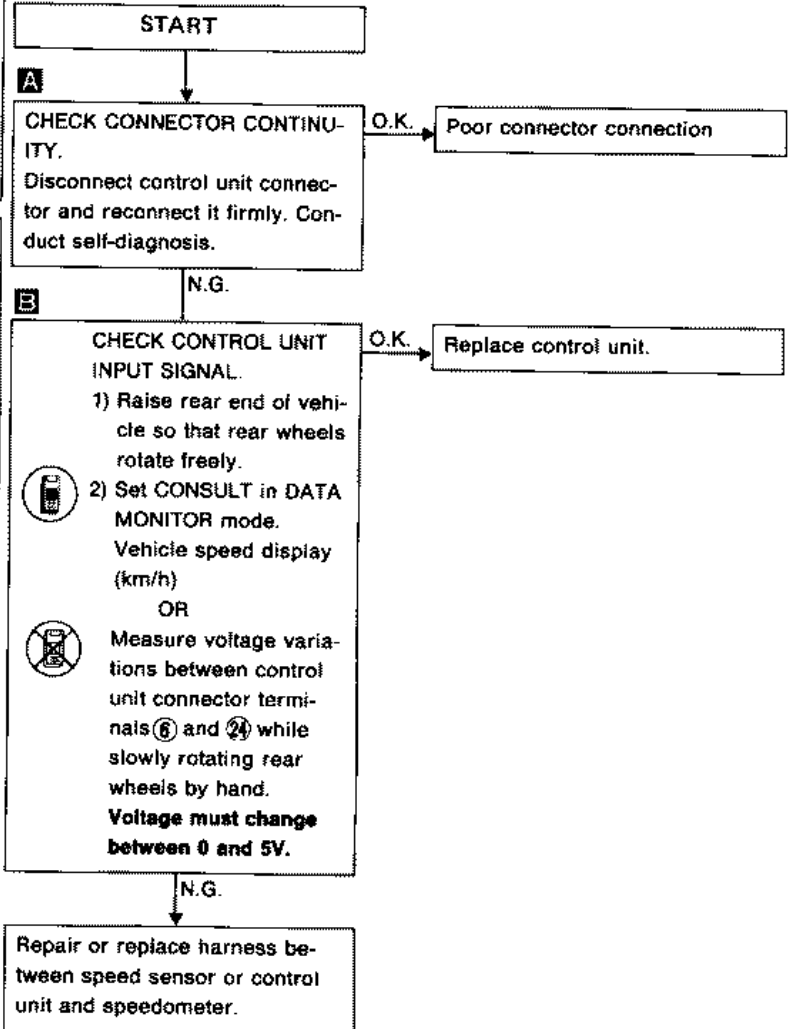 START
A
CHECK CONNECTOR CONTINU-
ITY.
Disconnect control unit connec-
tor and reconnect it firmly. Con-
duct self-diagnosis.
O.K.
Poor connector connection
N.G.
B
CHECK CONTROL UNIT
INPUT SIGNAL.
1) Raise rear end of vehi-
cle so that rear wheels
rotate freely.
2) Set CONSULT in DATA
MONITOR mode.
Vehicle speed display
(km/h)
OR
Measure voltage varia-
tions between control
unit connector termi-
nals ⑥ and ㉔ while
slowly rotating rear
wheels by hand.
Voltage must change
between 0 and 5V.
O.K.
Replace control unit.
N.G.
Repair or replace harness be-
tween speed sensor or control
unit and speedometer.